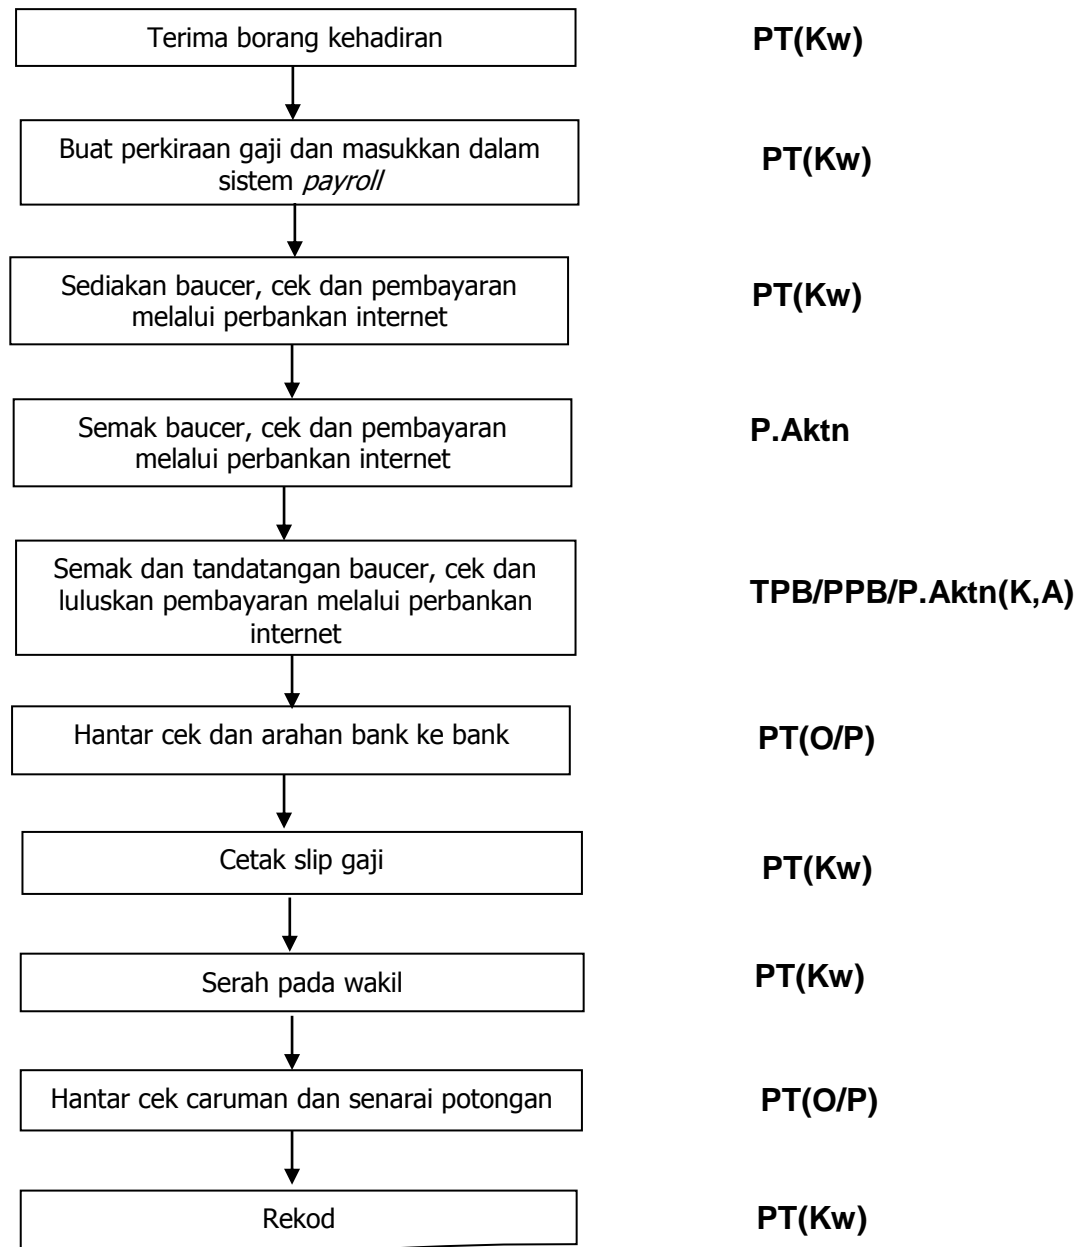 Terima borang kehadiran
PT(Kw)
Buat perkiraan gaji dan masukkan dalam
sistem payroll
PT(Kw)
Sediakan baucer, cek dan pembayaran
melalui perbankan internet
PT(Kw)
Semak baucer, cek dan pembayaran
melalui perbankan internet
P.Aktn
Semak dan tandatangan baucer, cek dan
luluskan pembayaran melalui perbankan
internet
TPB/PPB/P.Aktn(K,A)
Hantar cek dan arahan bank ke bank
PT(O/P)
Cetak slip gaji
PT(Kw)
Serah pada wakil
PT(Kw)
Hantar cek caruman dan senarai potongan
PT(O/P)
Rekod
PT(Kw)